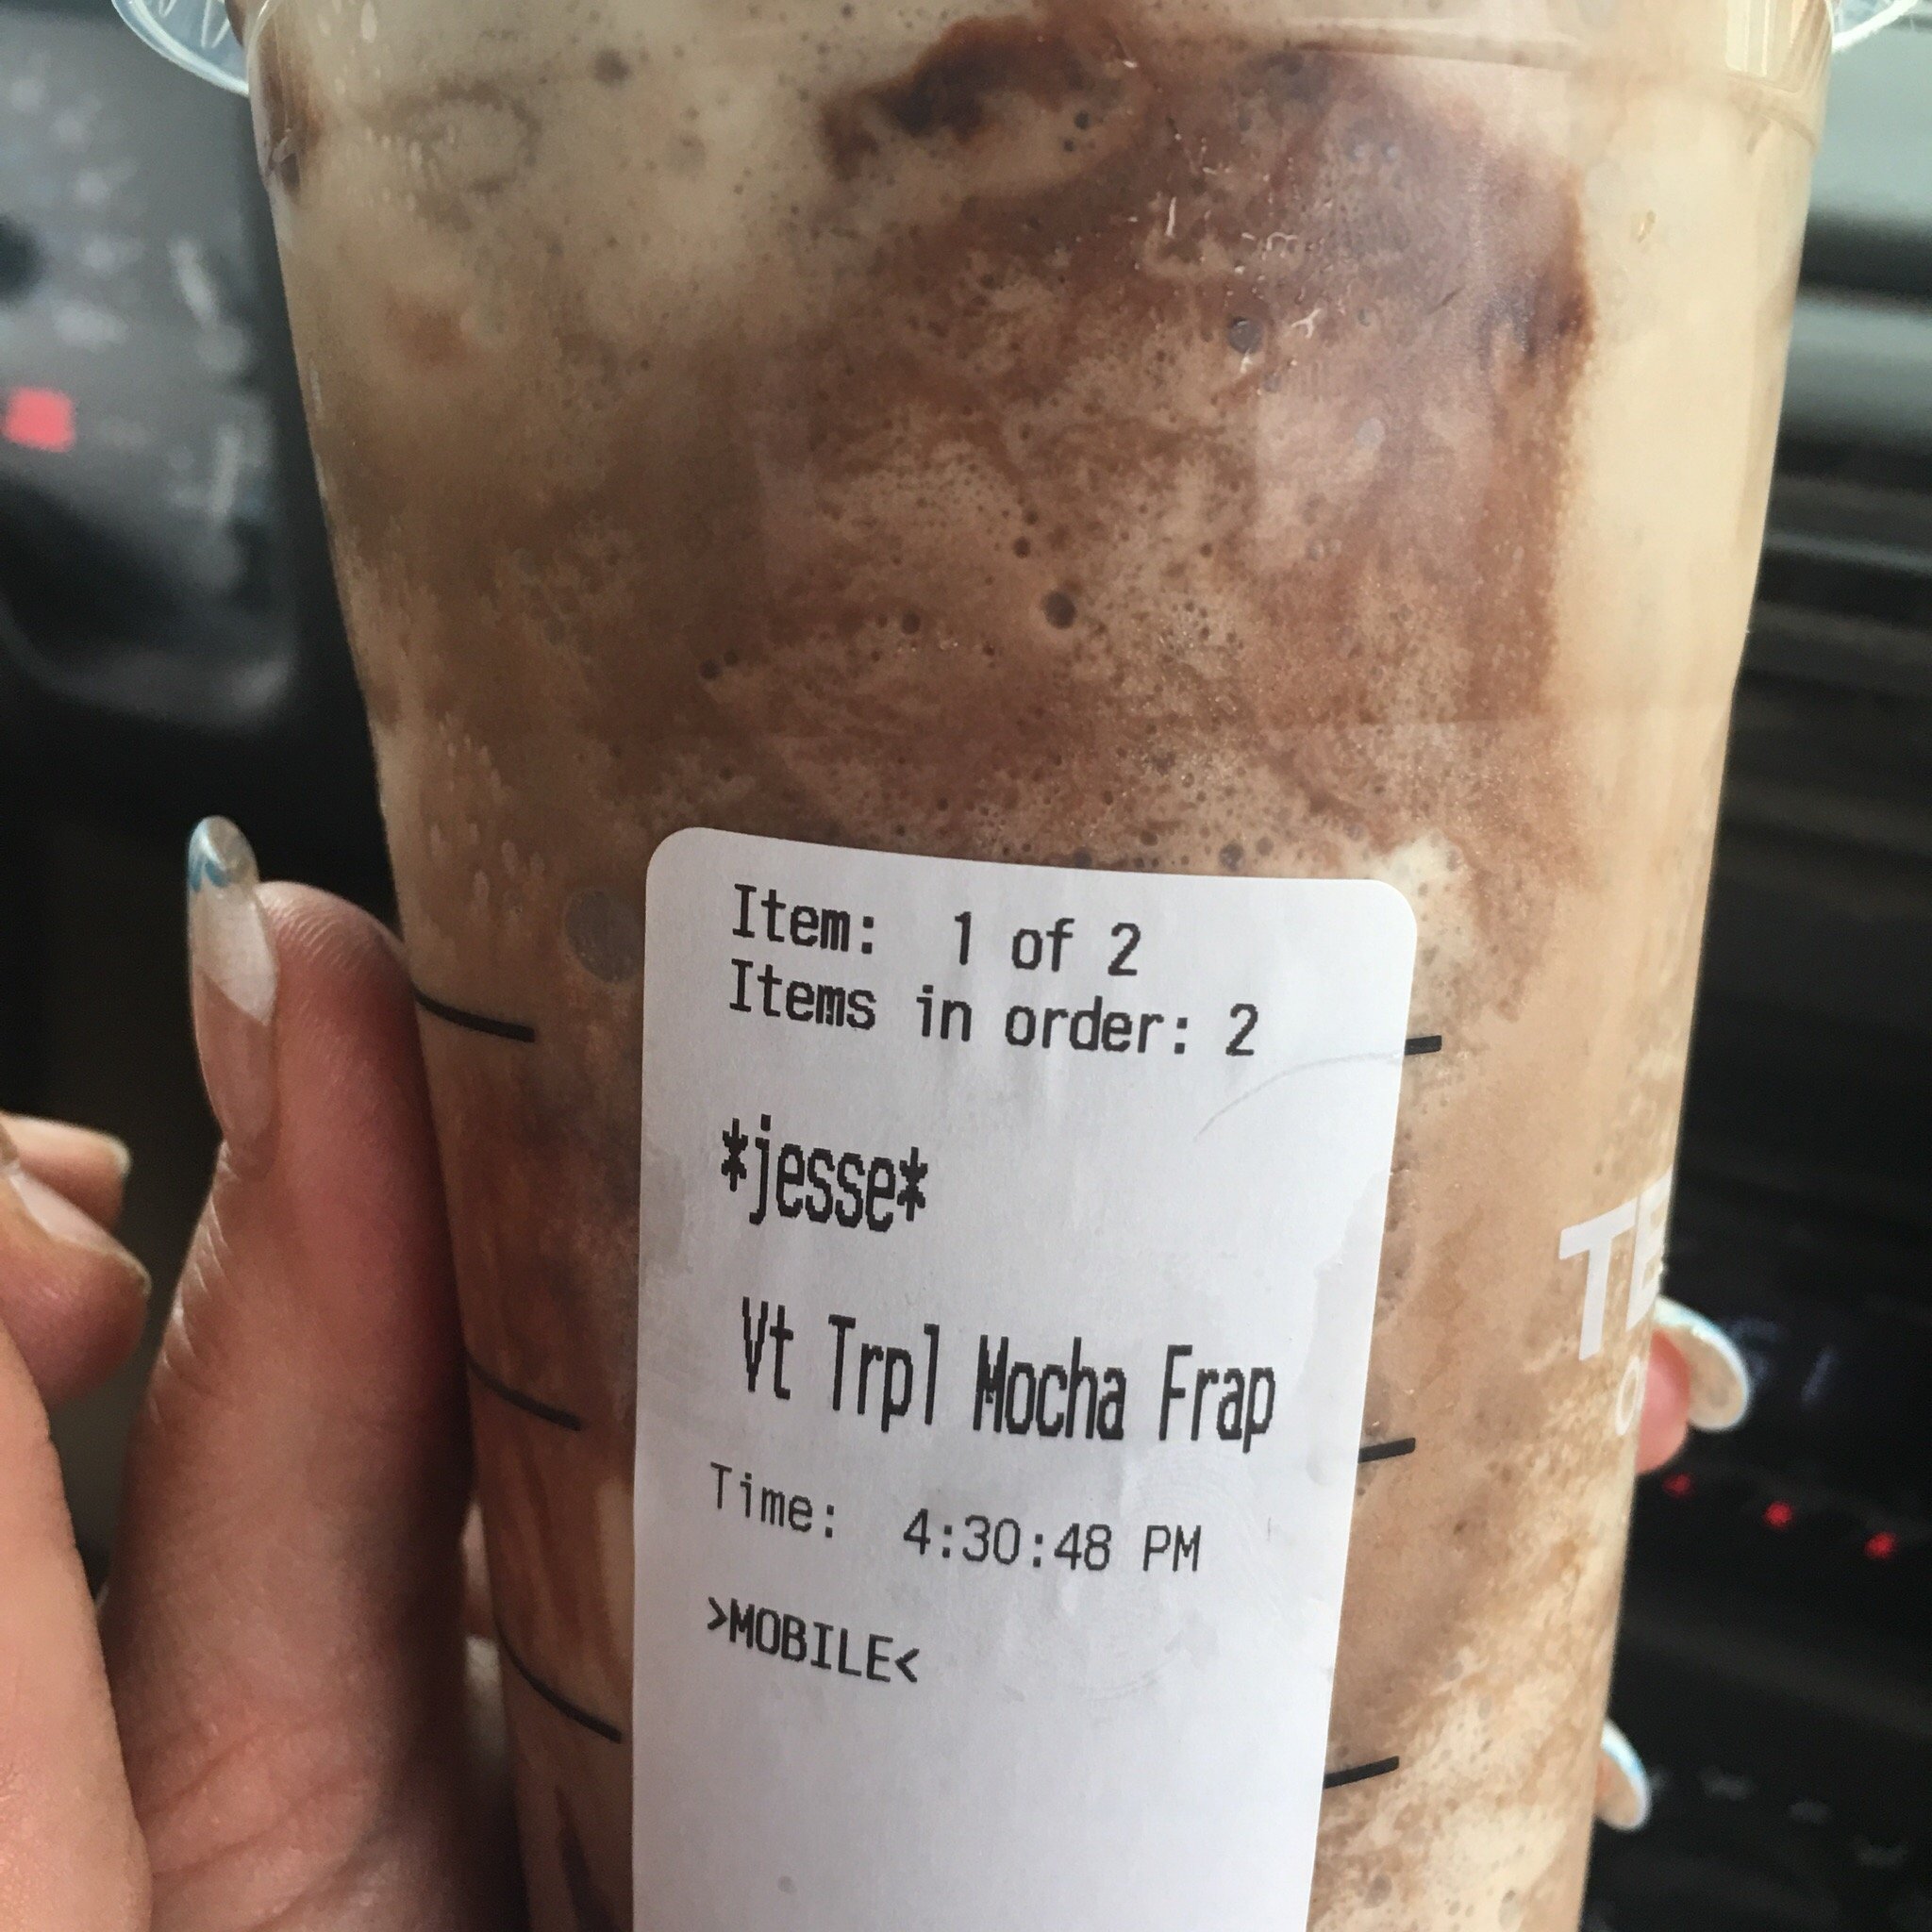 Item: 1 of 2
Items in order: 2
*jesse*
Vt Trpl Mocha Frap
Time: 4:30:48 PM
>MOBILE<
TE